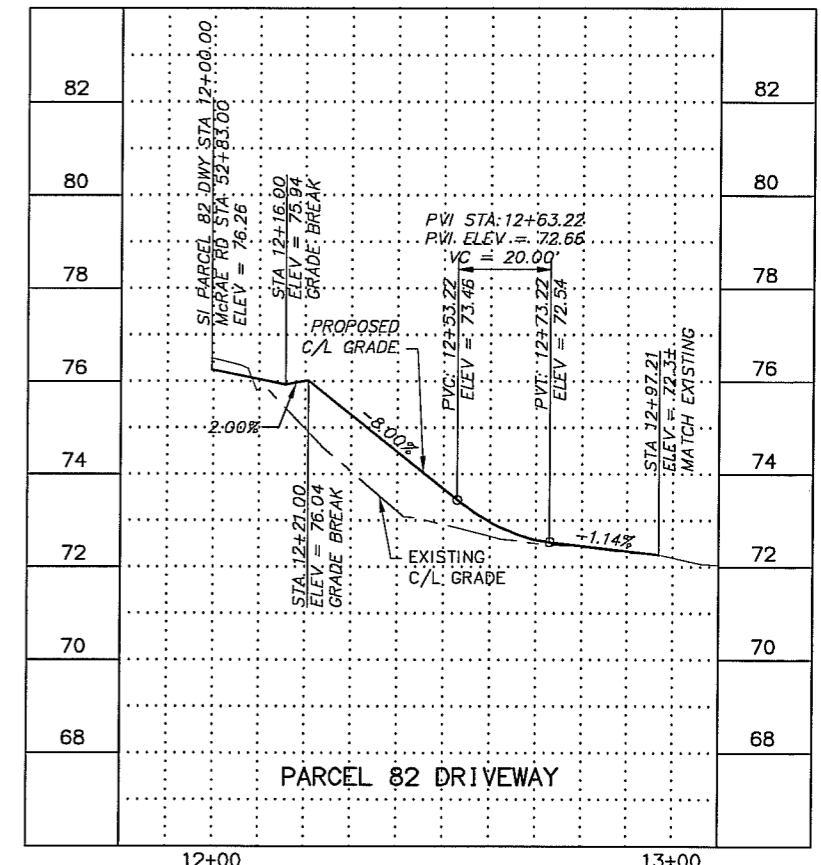 SI PARCEL 82 DWY STA 12+00.00
McRAE RD STA 52+83.00
ELEV = 76.26
STA 12+16.00
ELEV = 75.94
GRADE BREAK
PVI STA: 12+63.22
PVI ELEV = 72.66
VC = 20.00'
PROPOSED
C/L GRADE
PVC: 12+53.22
ELEV = 73.46
PVT: 12+73.22
ELEV = 72.54
STA 12+97.21
ELEV = 72.3±
MATCH EXISTING
2.00%
-8.00%
-1.14%
STA 12+21.00
ELEV = 76.04
GRADE BREAK
EXISTING
C/L GRADE
82
80
78
76
74
72
70
68
82
80
78
76
74
72
70
68
PARCEL 82 DRIVEWAY
12+00
13+00